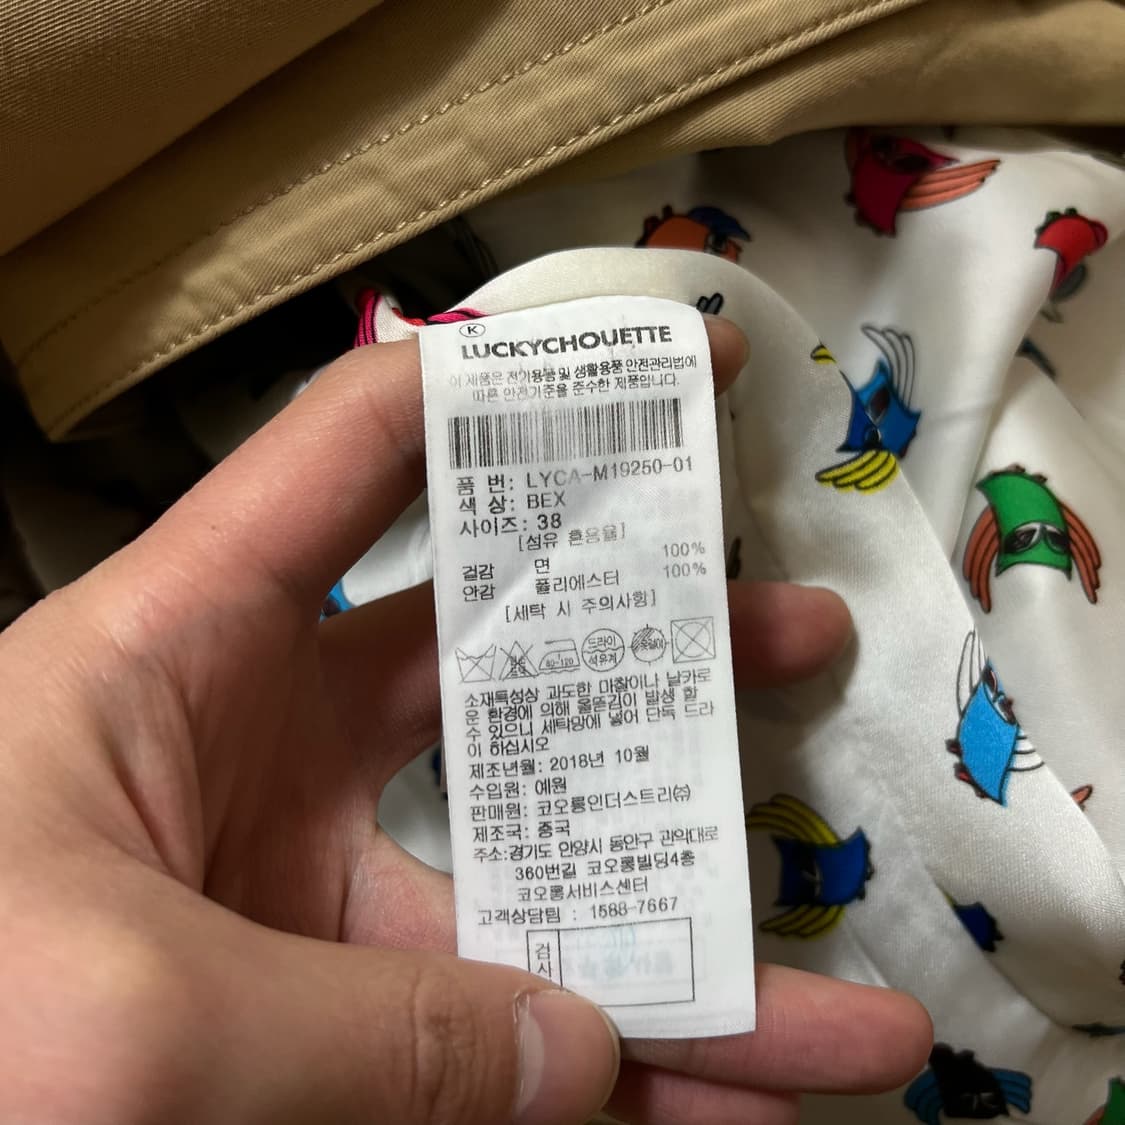 K
LUCKYCHOUETTE
이 제품은 전기용품 및 생활용품 안전관리법에
따른 안전기준을 준수한 제품입니다.
품 번: LYCA-M19250-01
색 상: BEX
사이즈: 38
[섬유 혼용율]
겉감 면 100%
안감 폴리에스터 100%
[세탁 시 주의사항]
80~120
드라이
석유계
옷걸이
소재특성상 과도한 마찰이나 날카로
운 환경에 의해 올뜯김이 발생 할
수 있으니 세탁망에 넣어 단독 드라
이 하십시오
제조년월: 2018년 10월
수입원: 예원
판매원: 코오롱인더스트리㈜
제조국: 중국
주소:경기도 안양시 동안구 관악대로
360번길 코오롱빌딩4층
코오롱서비스센터
고객상담팀 : 1588-7667
검
사